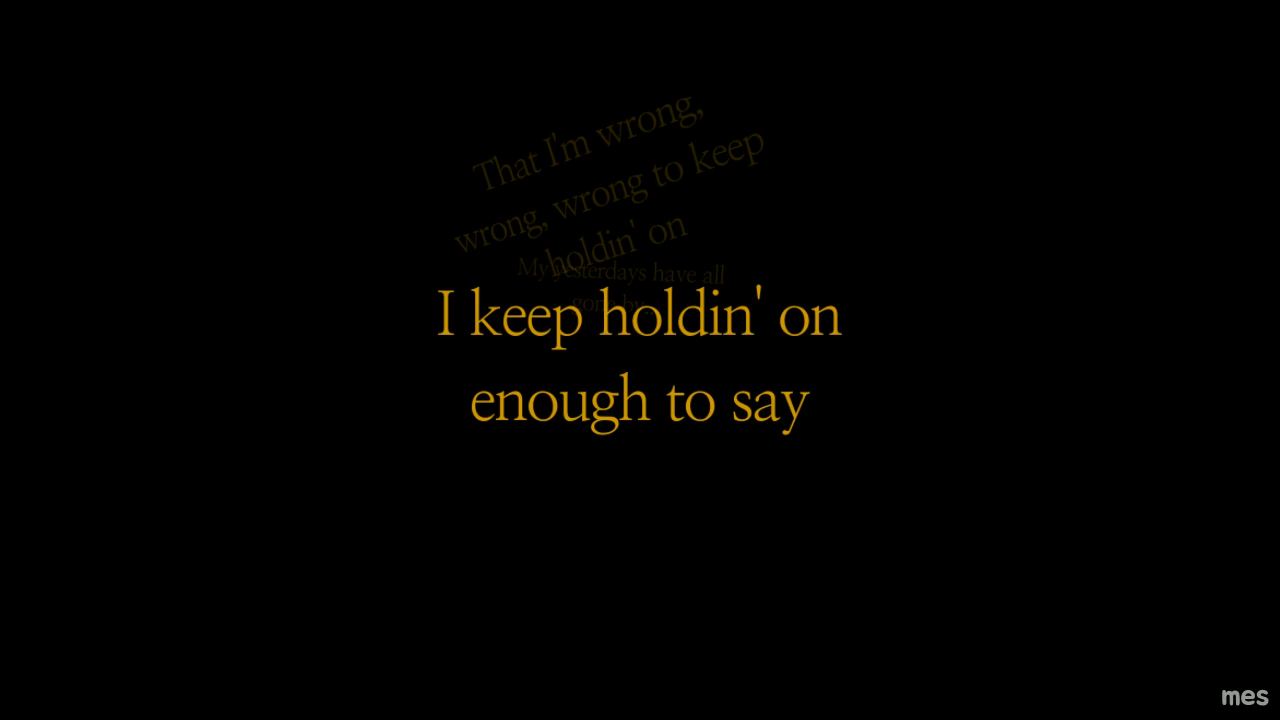 That I'm wrong,
wrong, wrong to keep
holdin' on
My yesterdays have all
gone by
I keep holdin' on
enough to say
mes